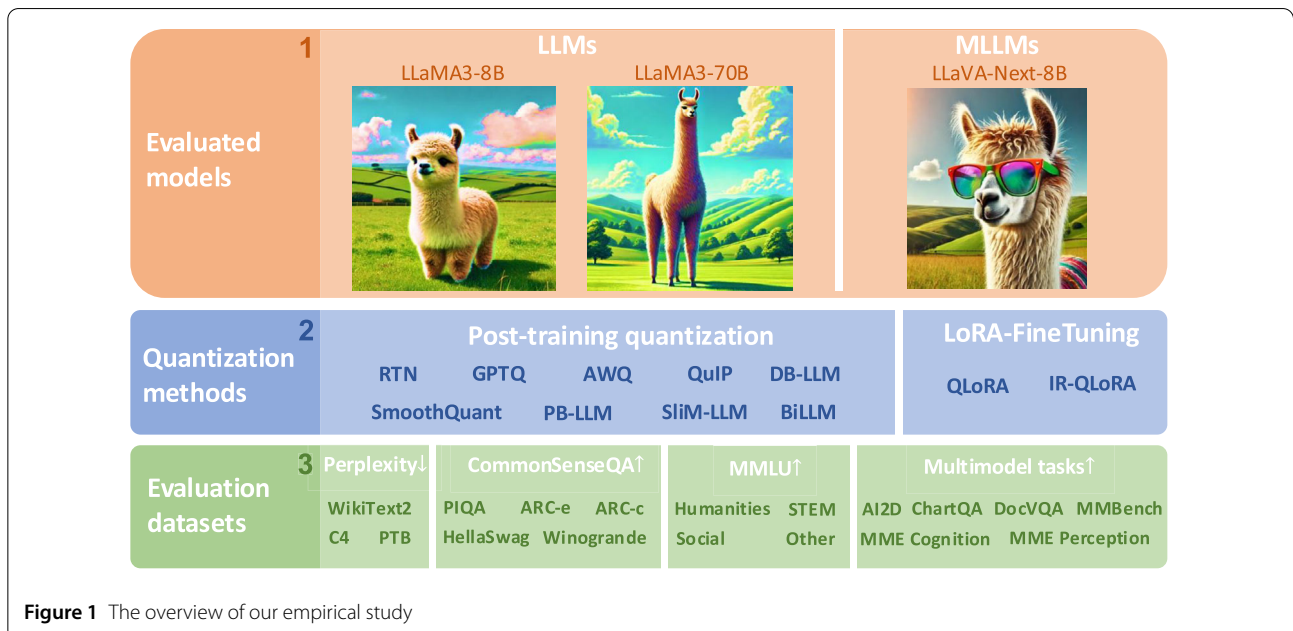 1
LLMs
MLLMs
LLaMA3-8B
LLaMA3-70B
LLaVA-Next-8B
Evaluated
models
2
Post-training quantization
LoRA-FineTuning
Quantization
methods
RTN GPTQ AWQ QuIP DB-LLM
SmoothQuant PB-LLM SliM-LLM BiLLM
QLoRA IR-QLoRA
3
Evaluation
datasets
Perplexity↓
WikiText2
C4 PTB
CommonSenseQA↑
PIQA ARC-e ARC-c
HellaSwag Winogrande
MMLU↑
Humanities STEM
Social Other
Multimodel tasks↑
AI2D ChartQA DocVQA MMBench
MME Cognition MME Perception
Figure 1 The overview of our empirical study